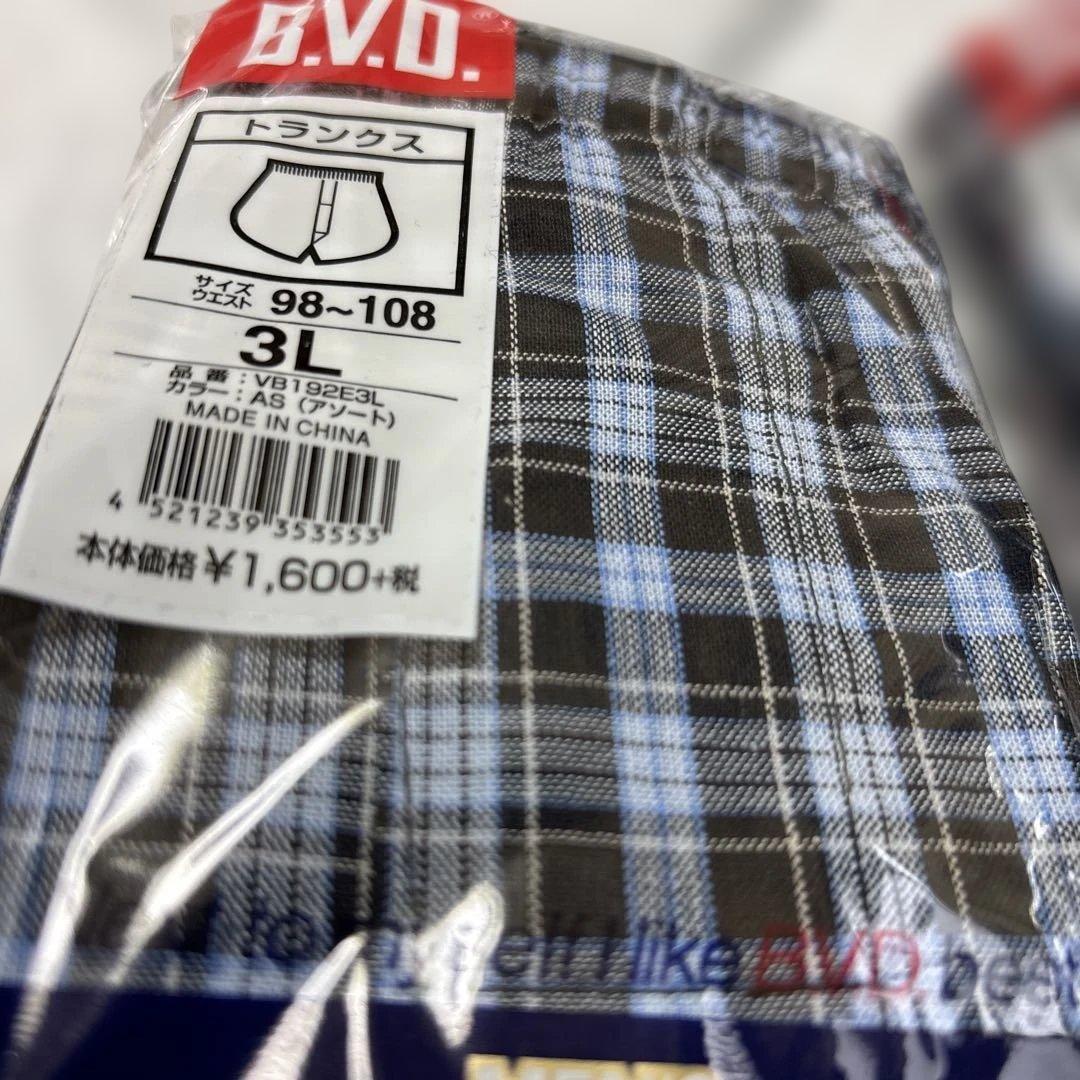 B.V.D.®
トランクス
サイズ
ウエスト 98~108
3L
品番:VB192E3L
カラー:AS(アソート)
MADE IN CHINA
4 521239 353553
本体価格¥1,600+税
I like BVD. best